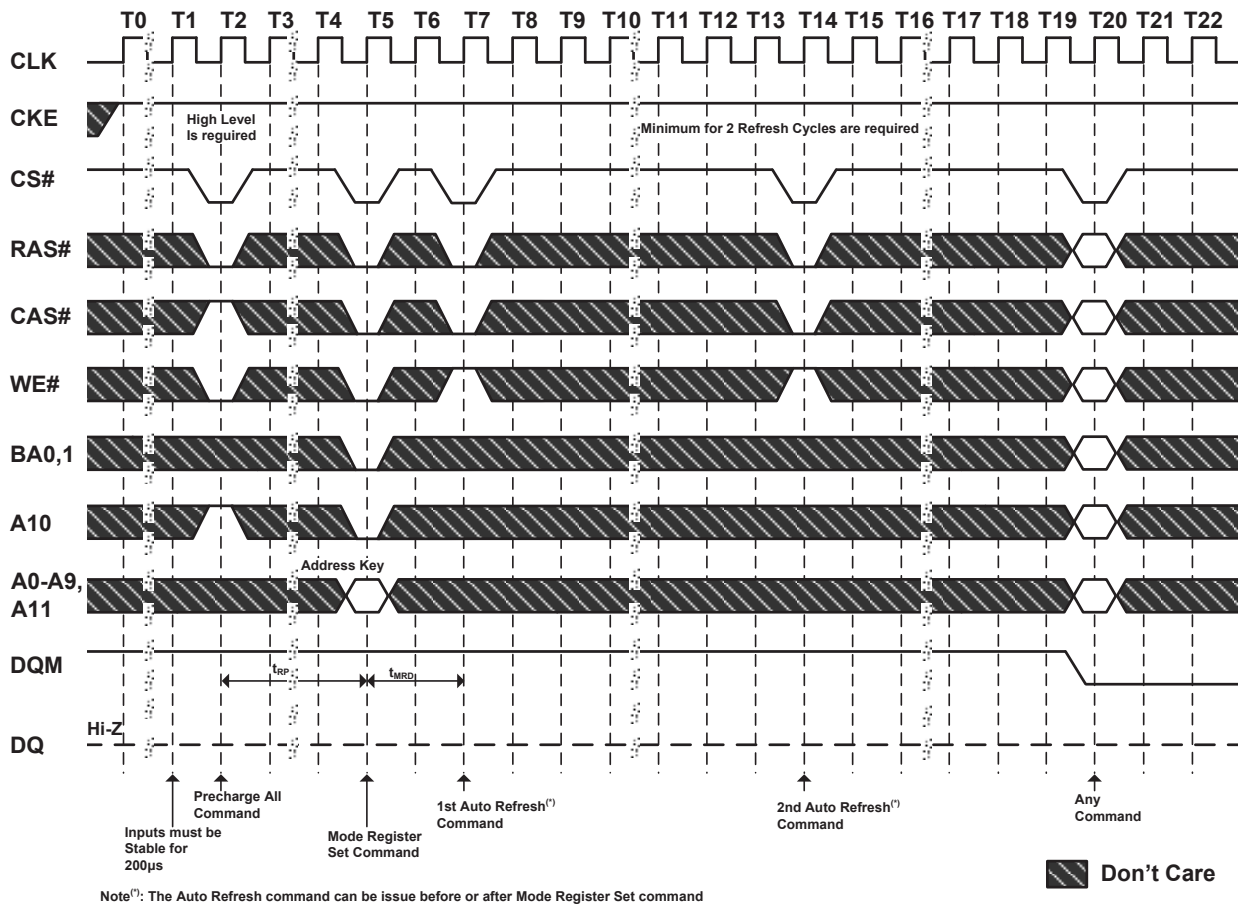 T0 T1 T2 T3 T4 T5 T6 T7 T8 T9 T10 T11 T12 T13 T14 T15 T16 T17 T18 T19 T20 T21 T22
CLK
CKE
High Level
Is reguired
Minimum for 2 Refresh Cycles are required
CS#
RAS#
CAS#
WE#
BA0,1
A10
Address Key
A0-A9,
A11
DQM
tRP
tMRD
Hi-Z
DQ
Inputs must be
Stable for
200µs
Precharge All
Command
Mode Register
Set Command
1st Auto Refresh(*)
Command
2nd Auto Refresh(*)
Command
Any
Command
Don't Care
Note(*): The Auto Refresh command can be issue before or after Mode Register Set command